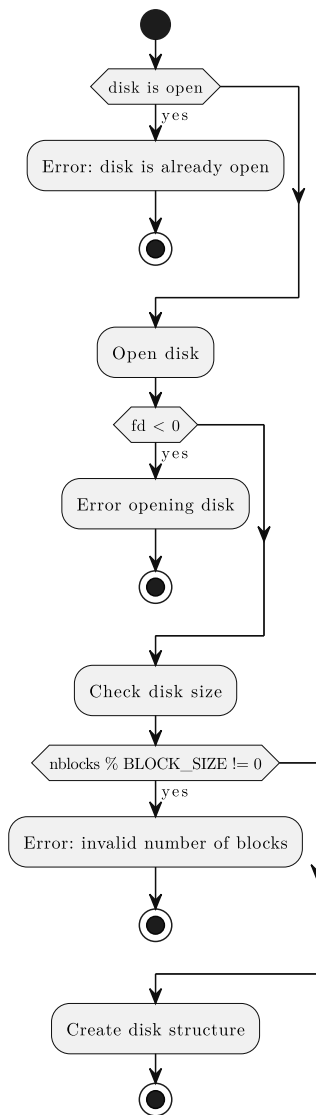 disk is open
yes
Error: disk is already open
Open disk
fd < 0
yes
Error opening disk
Check disk size
nblocks % BLOCK_SIZE != 0
yes
Error: invalid number of blocks
Create disk structure